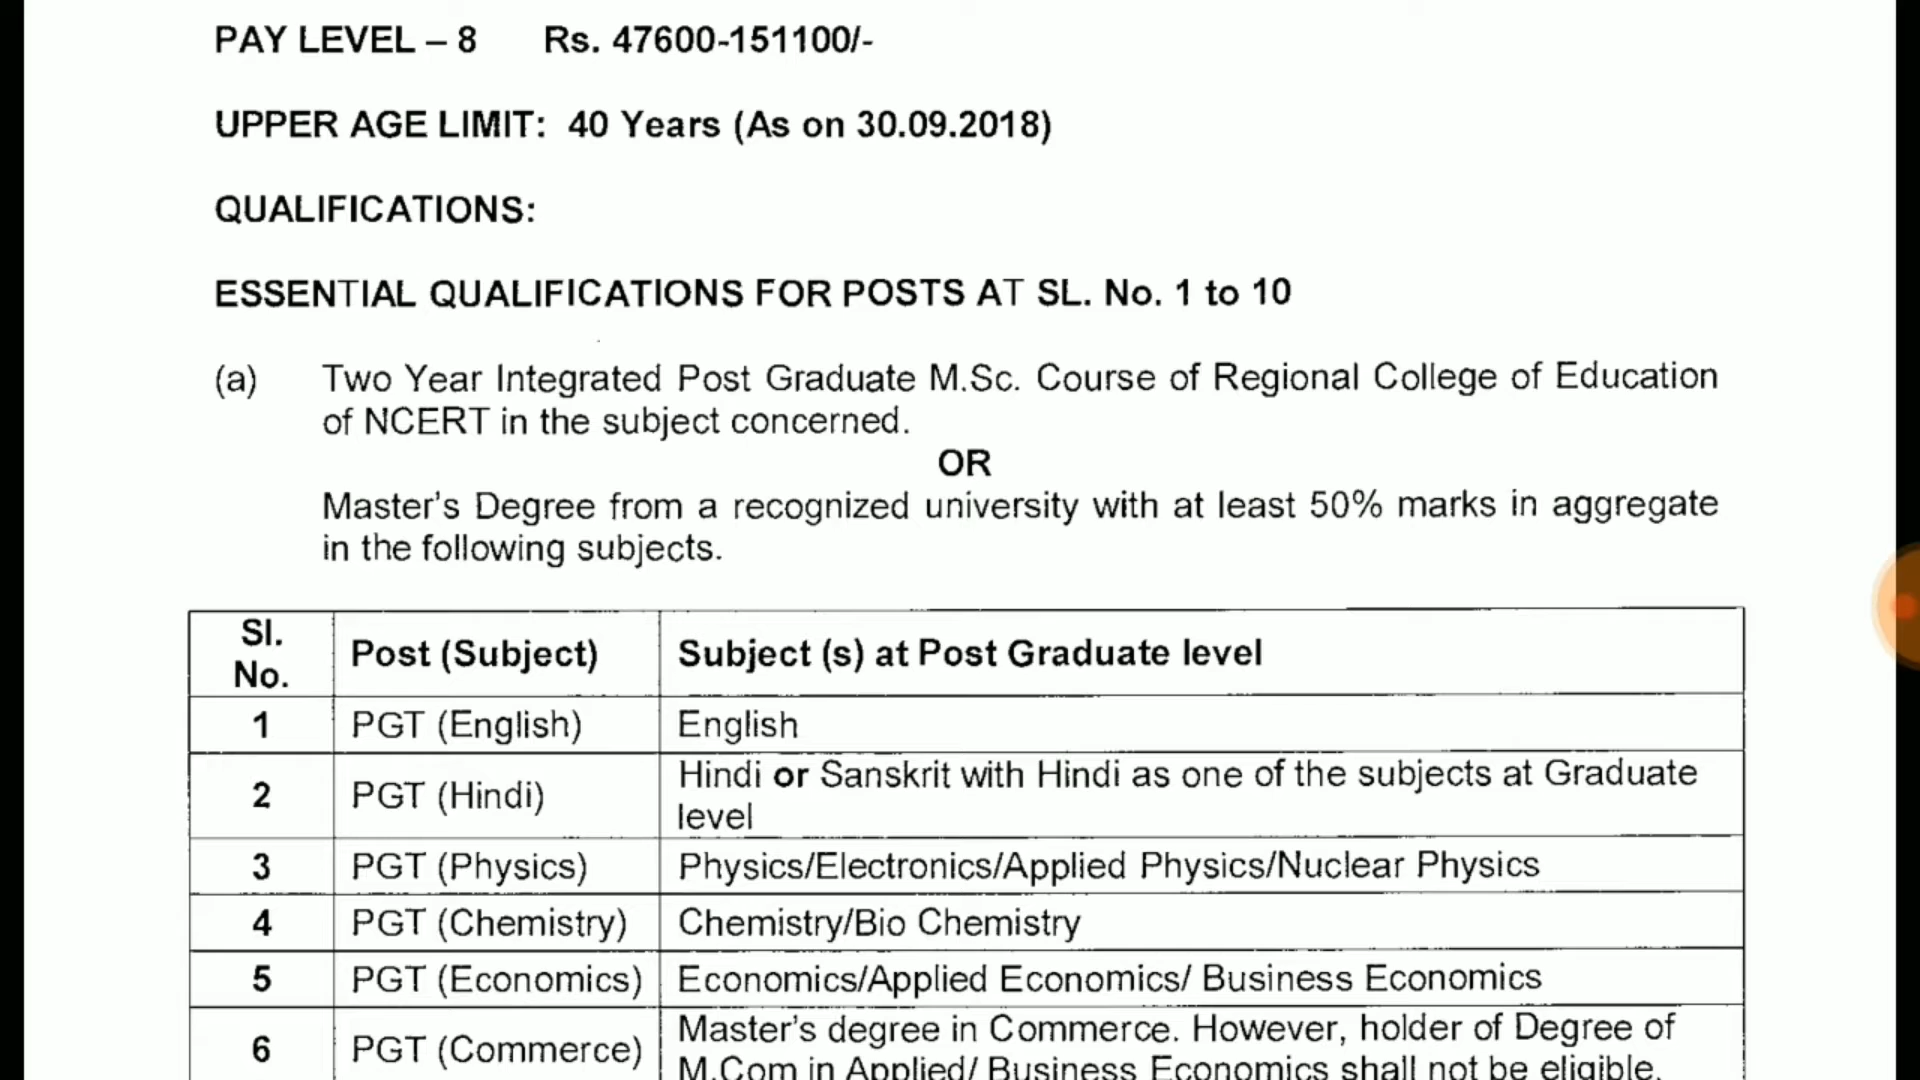 PAY LEVEL – 8 Rs. 47600-151100/-
UPPER AGE LIMIT: 40 Years (As on 30.09.2018)
QUALIFICATIONS:
ESSENTIAL QUALIFICATIONS FOR POSTS AT SL. No. 1 to 10
(a) Two Year Integrated Post Graduate M.Sc. Course of Regional College of Education
of NCERT in the subject concerned.
OR
Master's Degree from a recognized university with at least 50% marks in aggregate
in the following subjects.
Sl.
No.
Post (Subject) Subject (s) at Post Graduate level
1 PGT (English) English
2 PGT (Hindi) Hindi or Sanskrit with Hindi as one of the subjects at Graduate
level
3 PGT (Physics) Physics/Electronics/Applied Physics/Nuclear Physics
4 PGT (Chemistry) Chemistry/Bio Chemistry
5 PGT (Economics) Economics/Applied Economics/ Business Economics
6 PGT (Commerce) Master's degree in Commerce. However, holder of Degree of
M.Com in Applied/ Business Economics shall not be eligible.